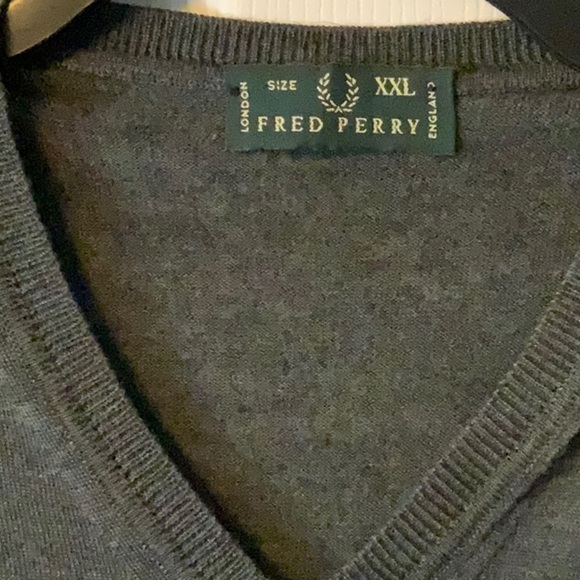 SIZE XXL
LONDON
FRED PERRY
ENGLAND